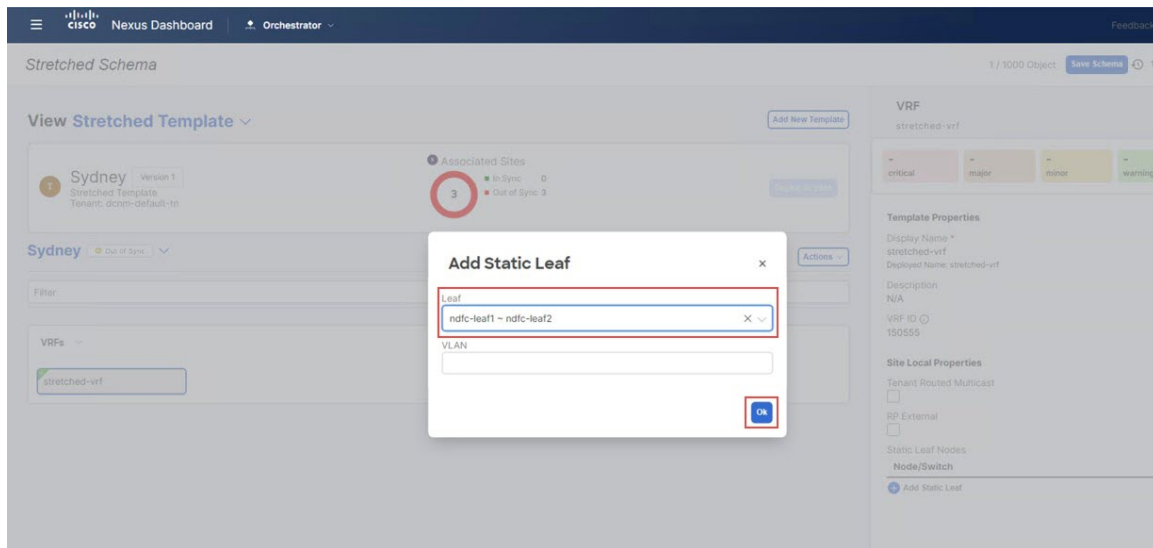 CISCO Nexus Dashboard Orchestrator Feedback
Stretched Schema
1 / 1000 Object Save Schema
View Stretched Template
Add New Template
Sydney Version 1
Stretched Template
Tenant: dcnm-default-tn
Associated Sites
3
In Sync 0
Out of Sync 3
Sydney Out of Sync
Actions
Filter
VRFs
stretched-vrf
Add Static Leaf
Leaf
ndfc-leaf1 ~ ndfc-leaf2
VLAN
Ok
VRF
stretched-vrf
- - - -
critical major minor warning
Template Properties
Display Name *
stretched-vrf
Deployed Name: stretched-vrf
Description
N/A
VRF ID
150555
Site Local Properties
Tenant Routed Multicast
RP External
Static Leaf Nodes
Node/Switch
Add Static Leaf